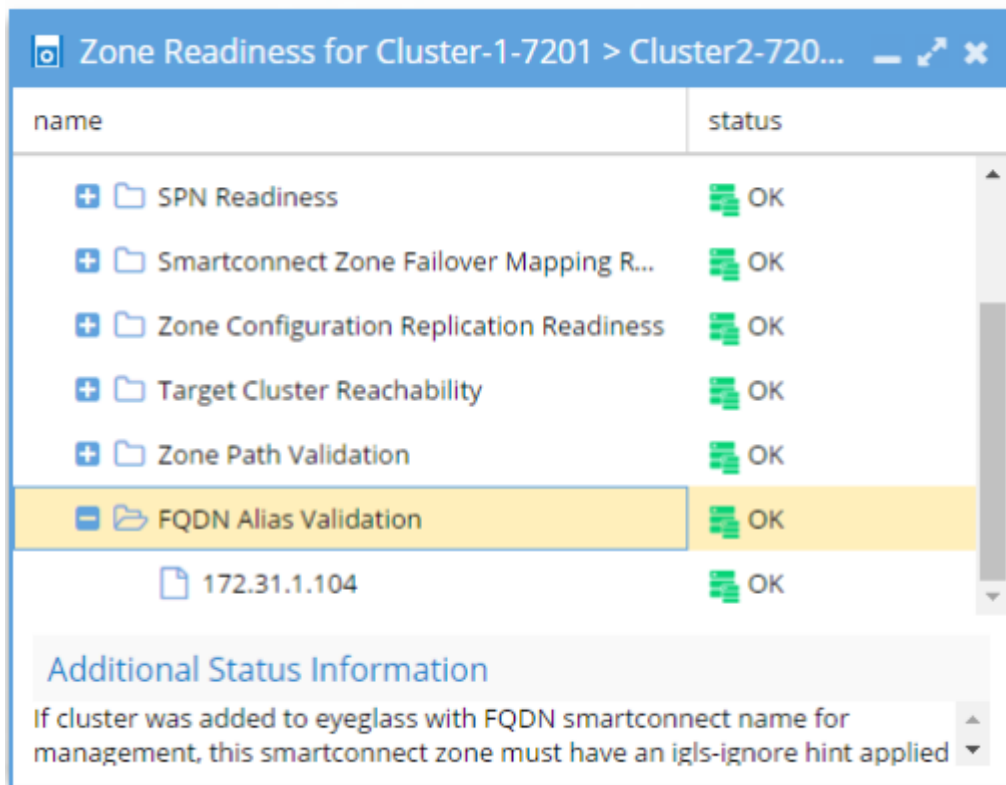 Zone Readiness for Cluster-1-7201 > Cluster2-720...
name status
SPN Readiness OK
Smartconnect Zone Failover Mapping R... OK
Zone Configuration Replication Readiness OK
Target Cluster Reachability OK
Zone Path Validation OK
FQDN Alias Validation OK
172.31.1.104 OK
Additional Status Information
If cluster was added to eyeglass with FQDN smartconnect name for
management, this smartconnect zone must have an igls-ignore hint applied